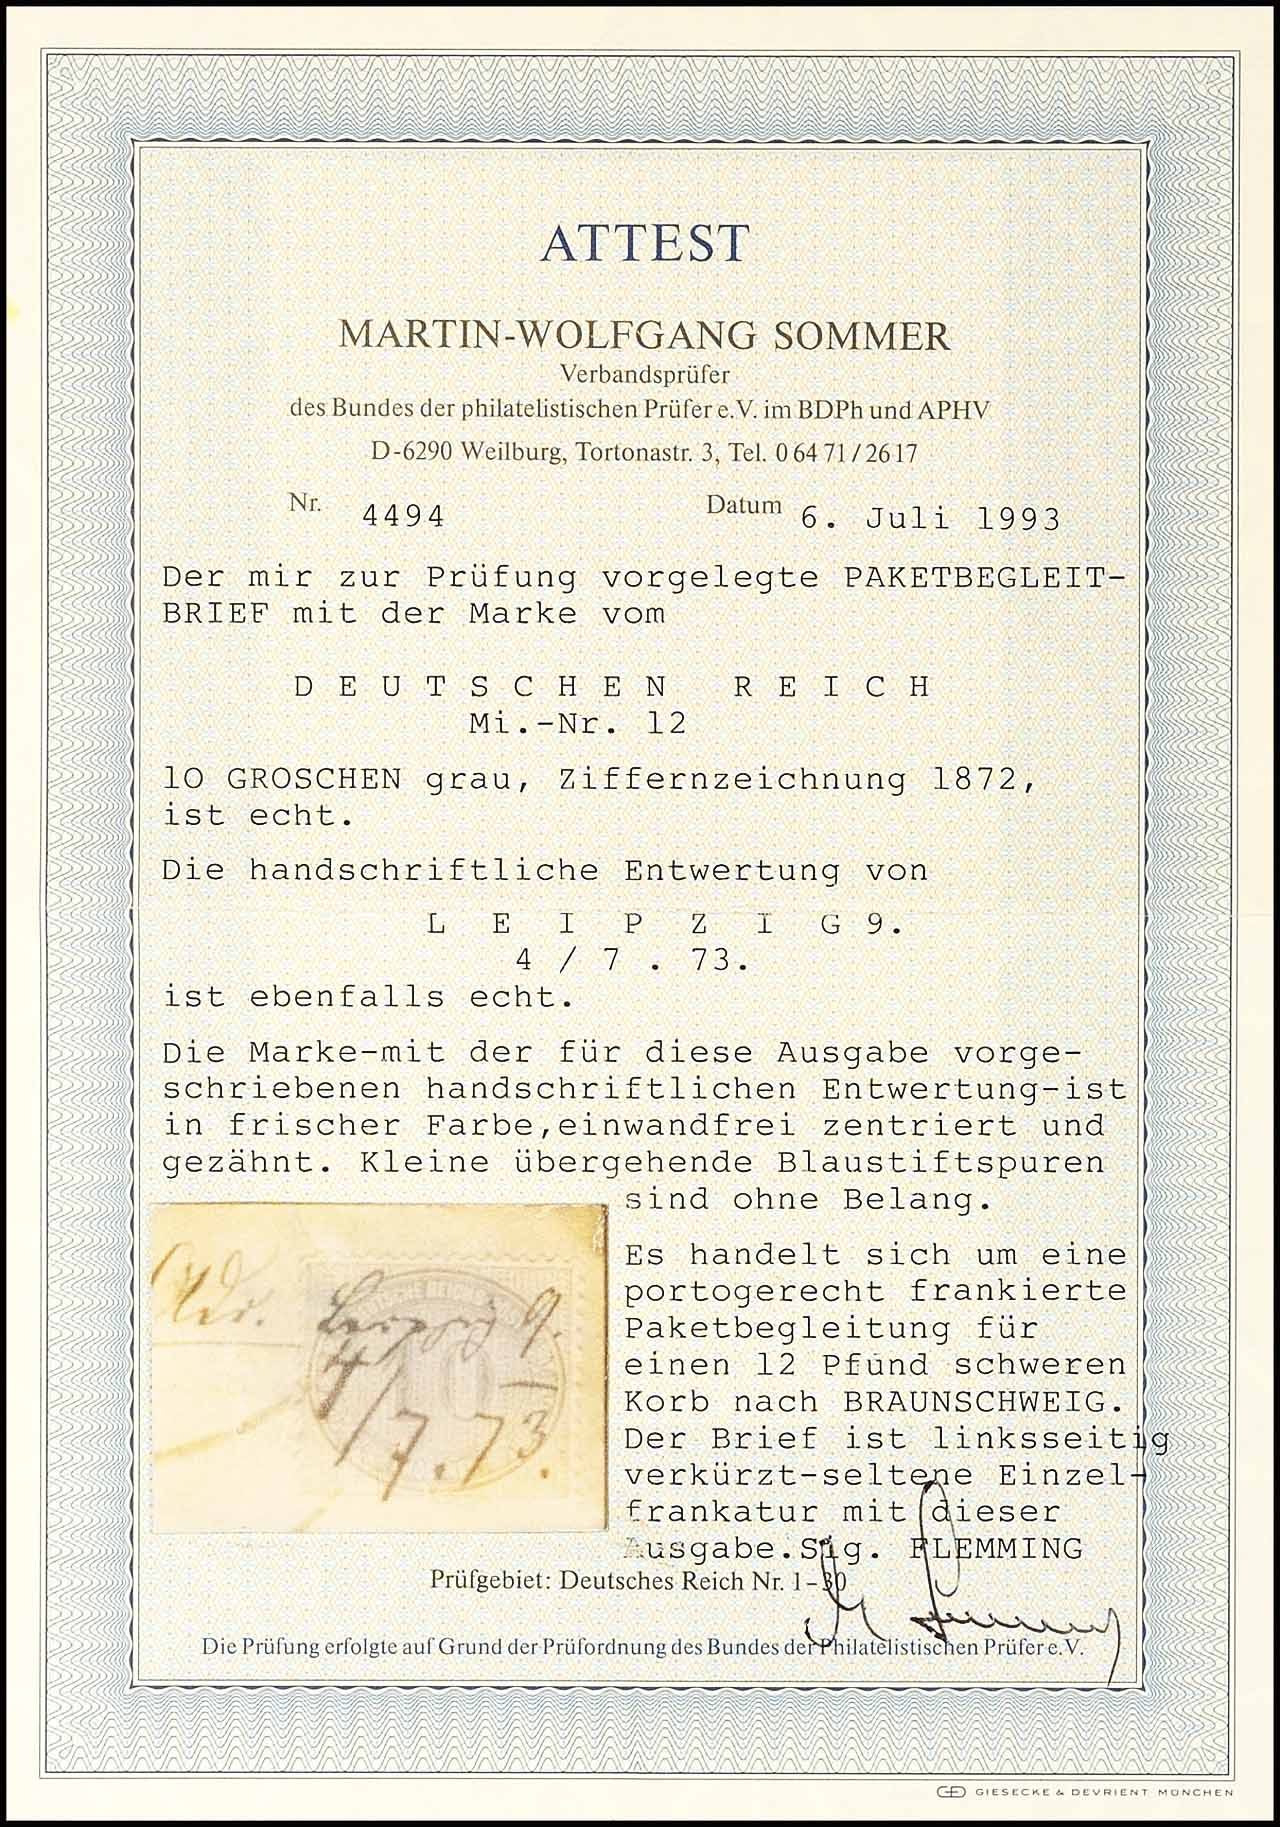 ATTEST
MARTIN-WOLFGANG SOMMER
Verbandsprüfer
des Bundes der philatelistischen Prüfer e.V. im BDPh und APHV
D-6290 Weilburg, Tortonastr. 3, Tel. 0 64 71 / 26 17
Nr. 4494 Datum 6. Juli 1993
Der mir zur Prüfung vorgelegte PAKETBEGLEIT-
BRIEF mit der Marke vom
D E U T S C H E N R E I C H
Mi.-Nr. 12
10 GROSCHEN grau, Ziffernzeichnung 1872,
ist echt.
Die handschriftliche Entwertung von
L E I P Z I G 9.
4 / 7 . 73.
ist ebenfalls echt.
Die Marke-mit der für diese Ausgabe vorge-
schriebenen handschriftlichen Entwertung-ist
in frischer Farbe,einwandfrei zentriert und
gezähnt. Kleine übergehende Blaustiftspuren
sind ohne Belang.
Es handelt sich um eine
portogerecht frankierte
Paketbegleitung für
einen 12 Pfund schweren
Korb nach BRAUNSCHWEIG.
Der Brief ist linksseitig
verkürzt-seltene Einzel-
frankatur mit dieser
Ausgabe.Sig. FLEMMING
Leipzig 9.
4/7.73.
10
Prüfgebiet: Deutsches Reich Nr. 1-30
M Sommer
Die Prüfung erfolgte auf Grund der Prüfordnung des Bundes der Philatelistischen Prüfer e.V.
GIESECKE & DEVRIENT MÜNCHEN